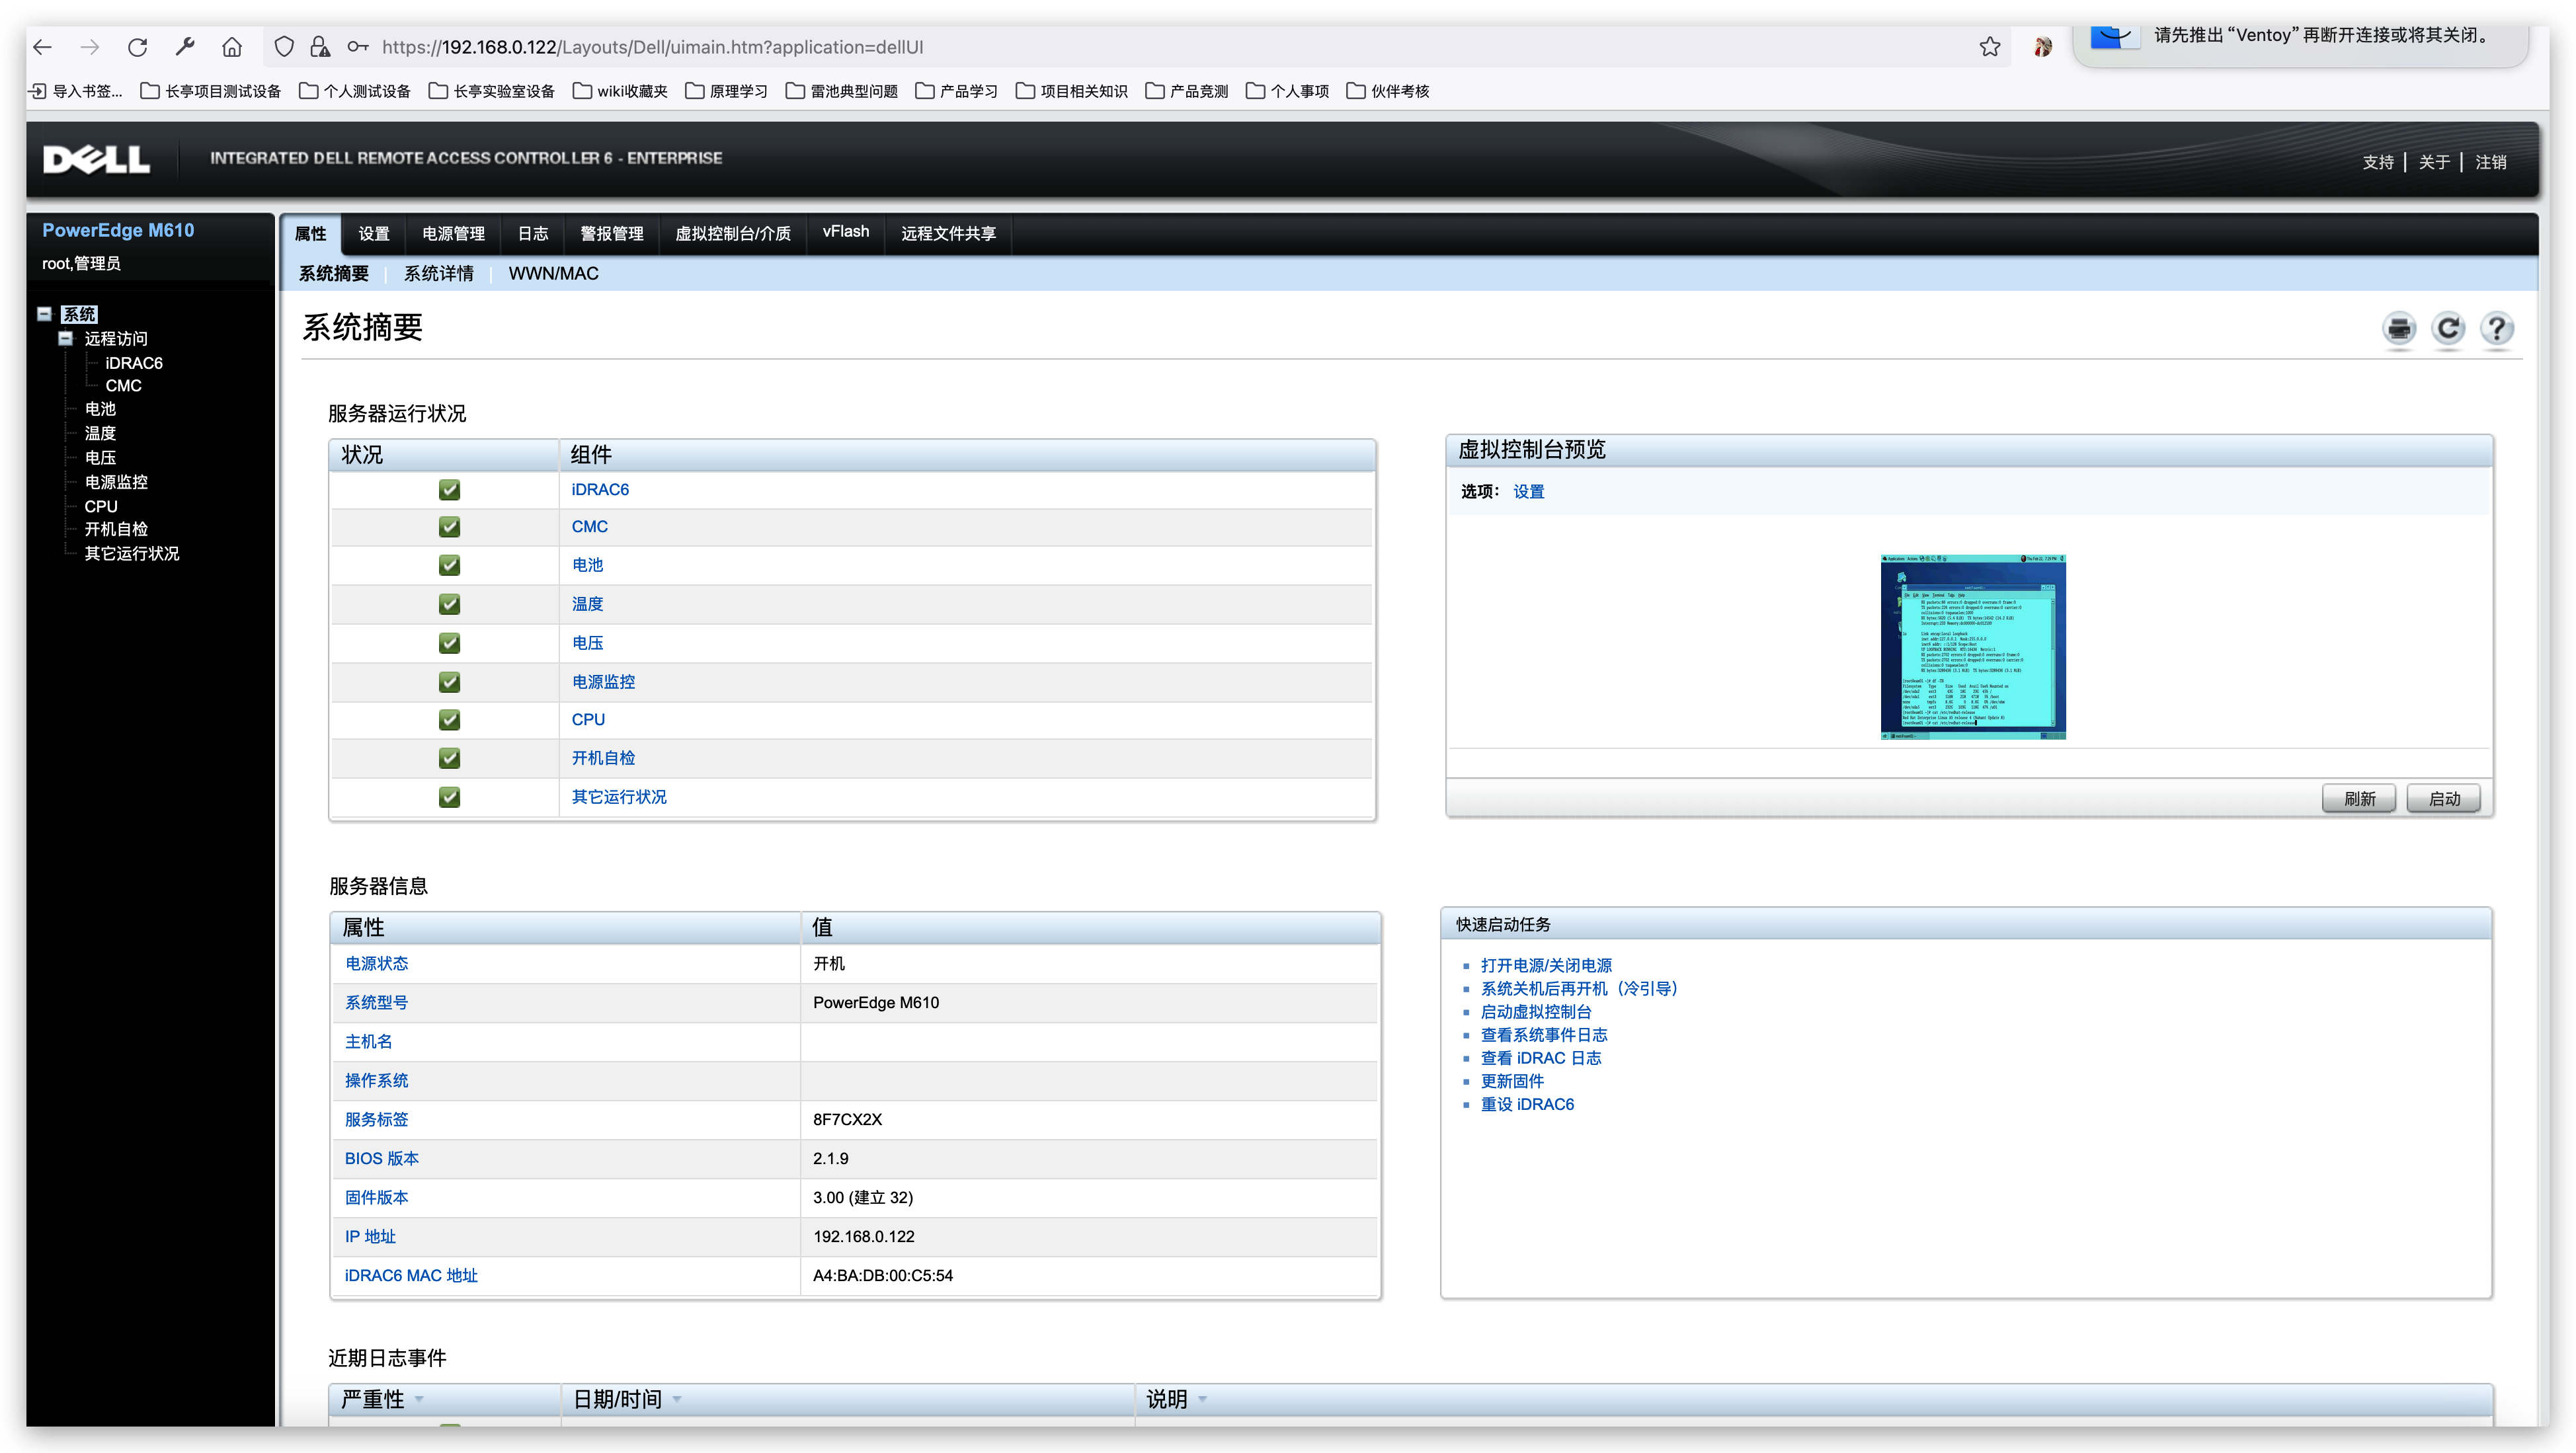 https://192.168.0.122/Layouts/Dell/uimain.htm?application=dellUI
请先推出“Ventoy”再断开连接或将其关闭。
导入书签... 长亭项目测试设备 个人测试设备 长亭实验室设备 wiki收藏夹 原理学习 雷池典型问题 产品学习 项目相关知识 产品竞测 个人事项 伙伴考核
DELL INTEGRATED DELL REMOTE ACCESS CONTROLLER 6 - ENTERPRISE
支持 | 关于 | 注销
PowerEdge M610
root,管理员
系统
远程访问
iDRAC6
CMC
电池
温度
电压
电源监控
CPU
开机自检
其它运行状况
属性 设置 电源管理 日志 警报管理 虚拟控制台/介质 vFlash 远程文件共享
系统摘要 系统详情 WWN/MAC
系统摘要
服务器运行状况
状况 组件
iDRAC6
CMC
电池
温度
电压
电源监控
CPU
开机自检
其它运行状况
虚拟控制台预览
选项： 设置
刷新 启动
服务器信息
属性 值
电源状态 开机
系统型号 PowerEdge M610
主机名
操作系统
服务标签 8F7CX2X
BIOS 版本 2.1.9
固件版本 3.00 (建立 32)
IP 地址 192.168.0.122
iDRAC6 MAC 地址 A4:BA:DB:00:C5:54
快速启动任务
打开电源/关闭电源
系统关机后再开机（冷引导）
启动虚拟控制台
查看系统事件日志
查看 iDRAC 日志
更新固件
重设 iDRAC6
近期日志事件
严重性 日期/时间 说明